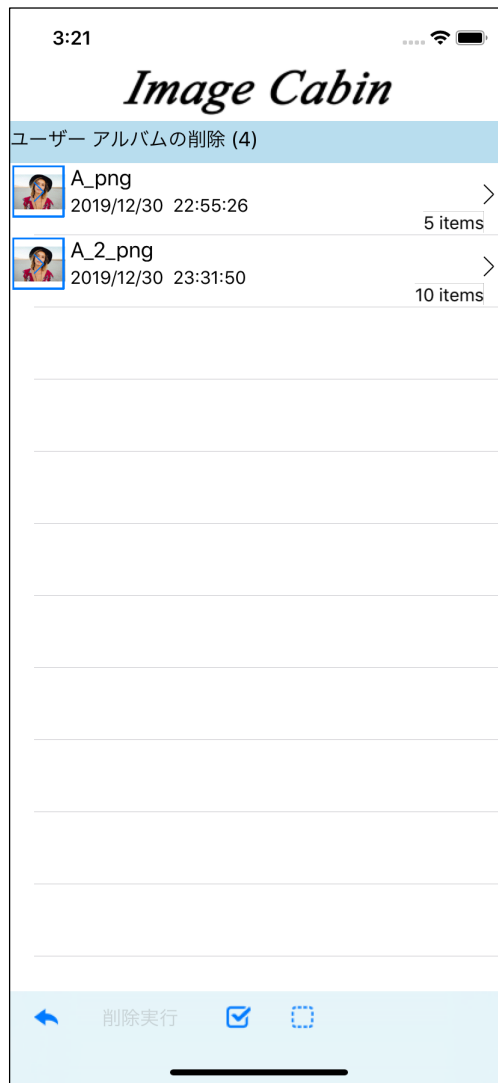 3:21
Image Cabin
ユーザー アルバムの削除 (4)
A_png
2019/12/30 22:55:26
5 items
A_2_png
2019/12/30 23:31:50
10 items
削除実行